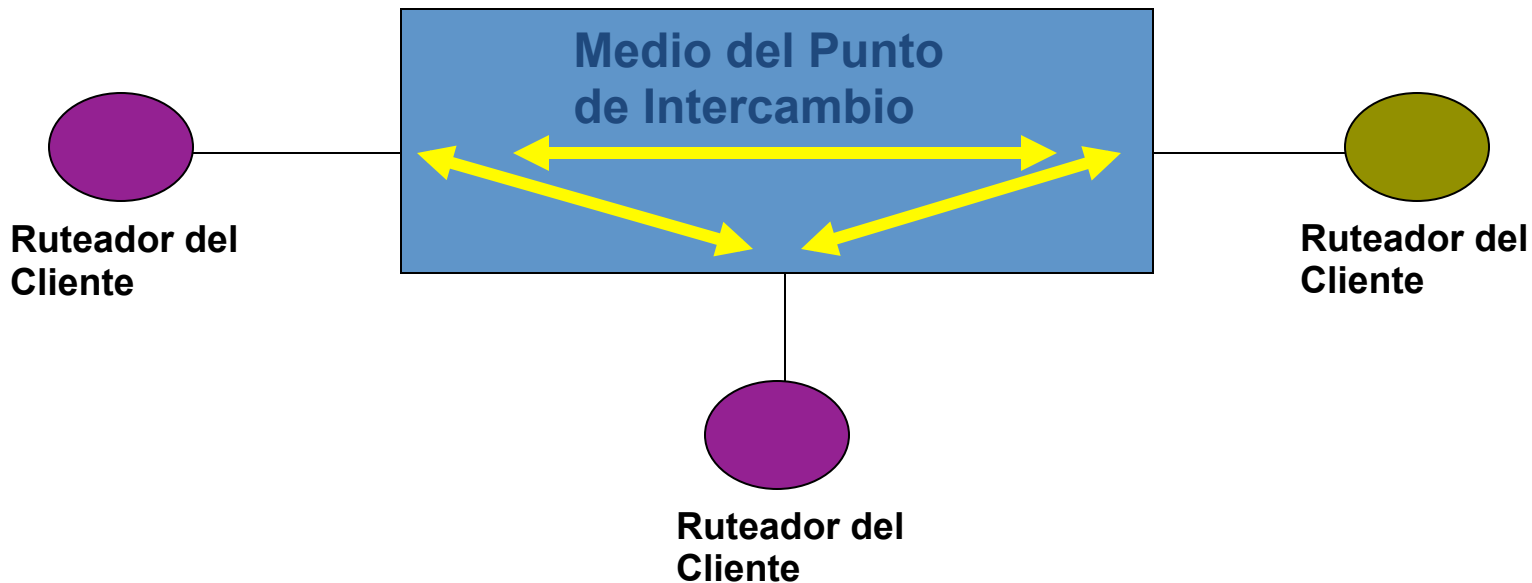 Medio del Punto
de Intercambio
Ruteador del
Cliente
Ruteador del
Cliente
Ruteador del
Cliente